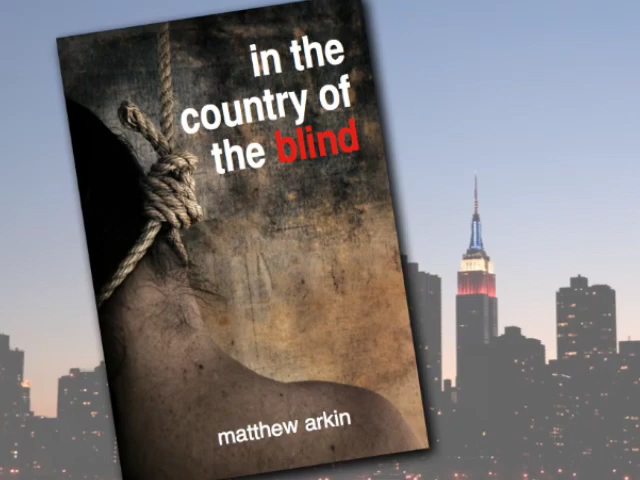 in the
country of
the blind
matthew arkin